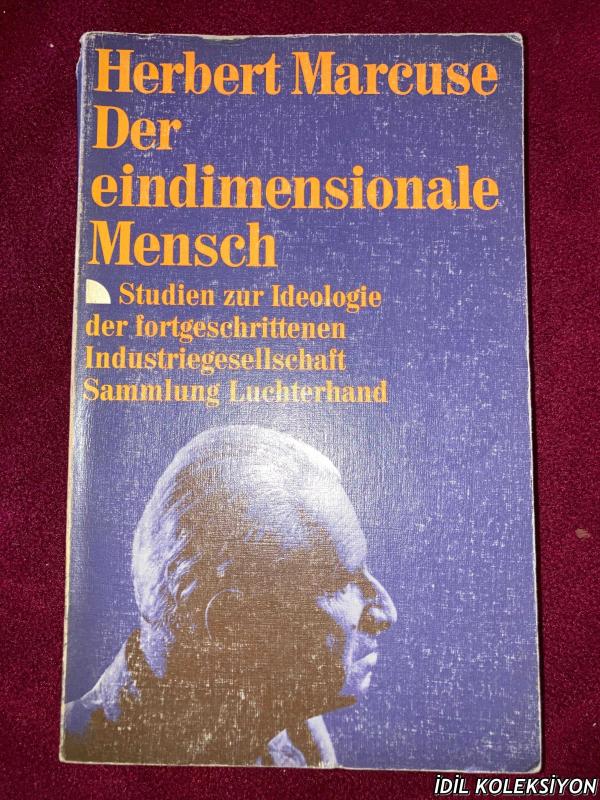 Herbert Marcuse
Der
eindimensionale
Mensch
Studien zur Ideologie
der fortgeschrittenen
Industriegesellschaft
Sammlung Luchterhand
İDİL KOLEKSİYON